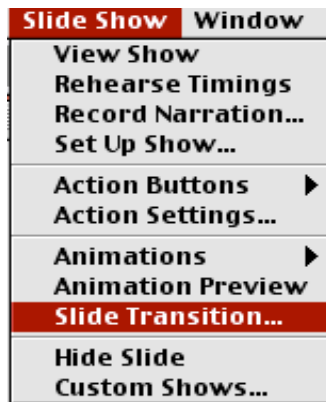 Slide Show Window
View Show
Rehearse Timings
Record Narration...
Set Up Show...
Action Buttons
Action Settings...
Animations
Animation Preview
Slide Transition...
Hide Slide
Custom Shows...